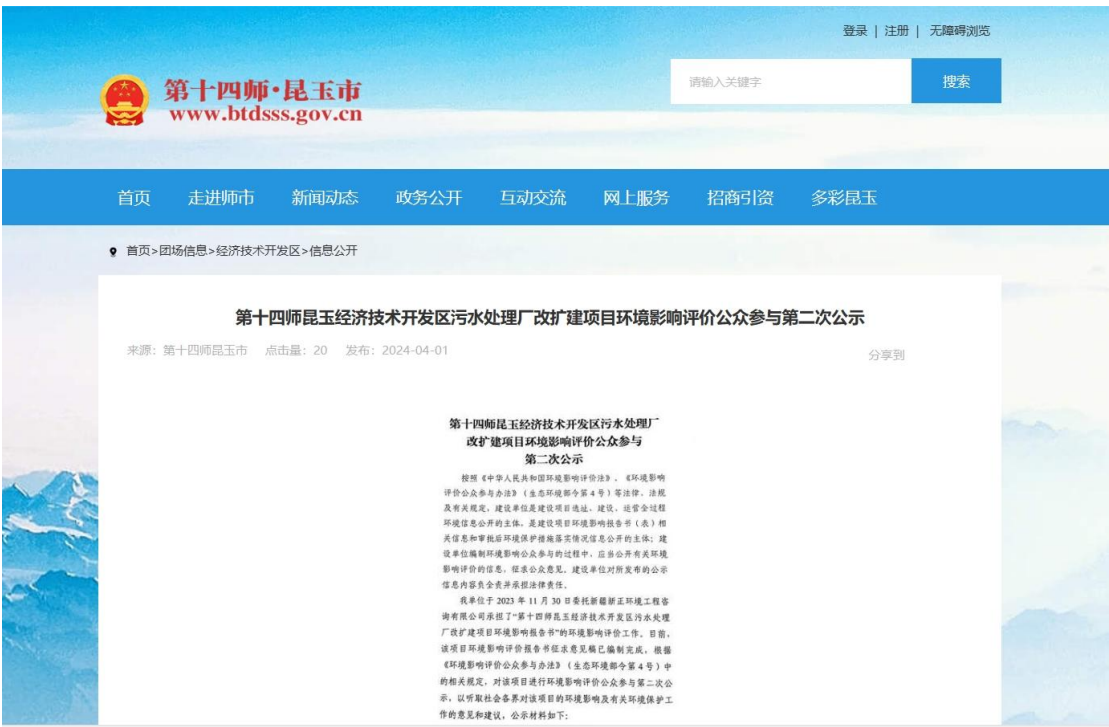 登录 | 注册 | 无障碍浏览
第十四师·昆玉市
www.btdsss.gov.cn
请输入关键字 搜索
首页 走进师市 新闻动态 政务公开 互动交流 网上服务 招商引资 多彩昆玉
首页>团场信息>经济技术开发区>信息公开
第十四师昆玉经济技术开发区污水处理厂改扩建项目环境影响评价公众参与第二次公示
来源：第十四师昆玉市 点击量：20 发布：2024-04-01
分享到
第十四师昆玉经济技术开发区污水处理厂
改扩建项目环境影响评价公众参与
第二次公示
按照《中华人民共和国环境影响评价法》、《环境影响
评价公众参与办法》（生态环境部令第4号）等法律、法规
及有关规定，建设单位是建设项目选址、建设、运营全过程
环境信息公开的主体，是建设项目环境影响报告书（表）相
关信息和审批后环境保护措施落实情况信息公开的主体；建
设单位编制环境影响公众参与的过程中，应当公开有关环境
影响评价的信息，征求公众意见。建设单位对所发布的公示
信息内容负全责并承担法律责任。
我单位于2023年11月30日委托新疆新正环境工程咨
询有限公司承担了“第十四师昆玉经济技术开发区污水处理
厂改扩建项目环境影响报告书”的环境影响评价工作。目前，
该项目环境影响评价报告书征求意见稿已编制完成，根据
《环境影响评价公众参与办法》（生态环境部令第4号）中
的相关规定，对该项目进行环境影响评价公众参与第二次公
示，以听取社会各界对该项目的环境影响及有关环境保护工
作的意见和建议，公示材料如下：